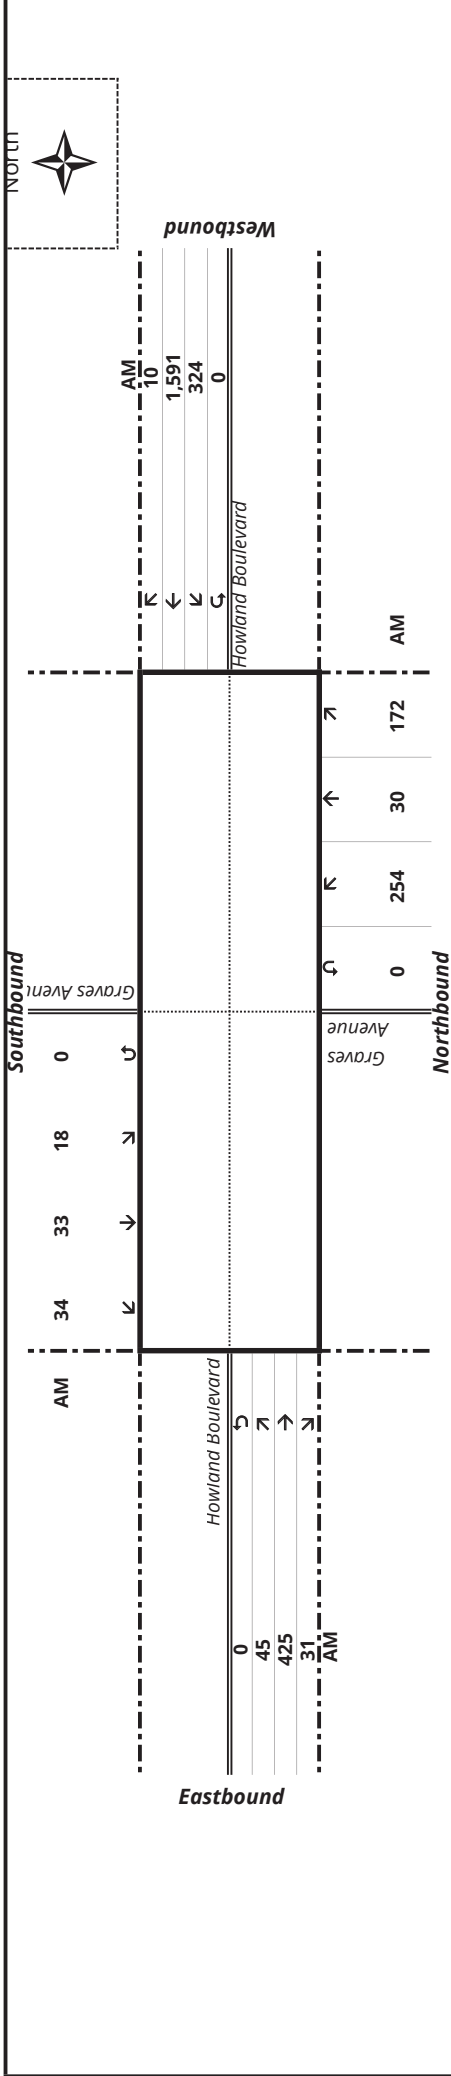 North
Westbound
AM
10
1,591
324
0
Howland Boulevard
AM
172
30
254
0
Northbound
Graves
Avenue
Southbound
Graves Avenu
0
18
33
34
AM
Howland Boulevard
0
45
425
31
AM
Eastbound